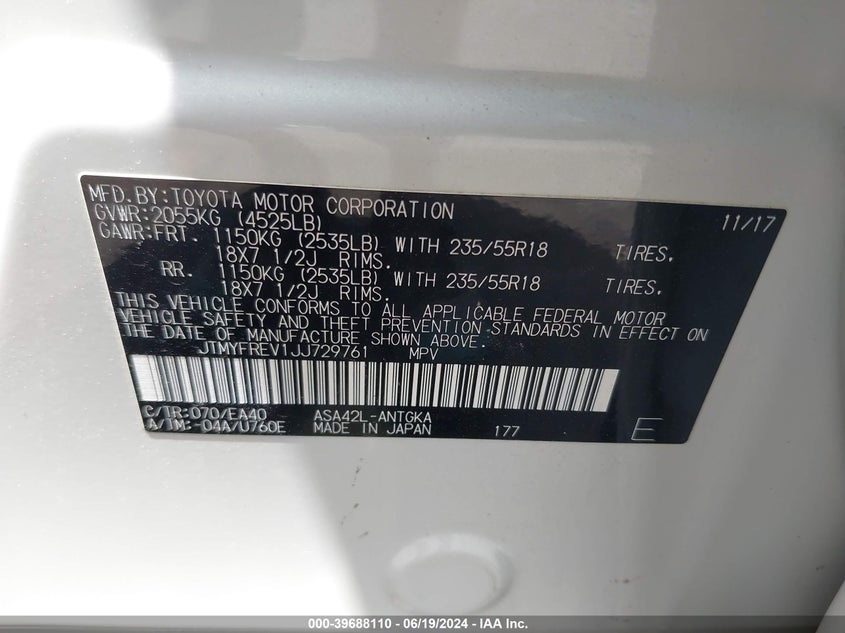 MFD. BY: TOYOTA MOTOR CORPORATION 11/17
GVWR: 2055KG (4525LB)
GAWR: FRT. 1150KG (2535LB) WITH 235/55R18 TIRES.
18X7 1/2J RIMS.
RR. 1150KG (2535LB) WITH 235/55R18 TIRES.
18X7 1/2J RIMS.
THIS VEHICLE CONFORMS TO ALL APPLICABLE FEDERAL MOTOR
VEHICLE SAFETY AND THEFT PREVENTION STANDARDS IN EFFECT ON
THE DATE OF MANUFACTURE SHOWN ABOVE.
JTMYFREV1JJ729761 MPV
C/TR: 070/EA40 ASA42L-ANTGKA
A/TM: -04A/U760E MADE IN JAPAN 177 E
000-39688110 - 06/19/2024 - IAA Inc.